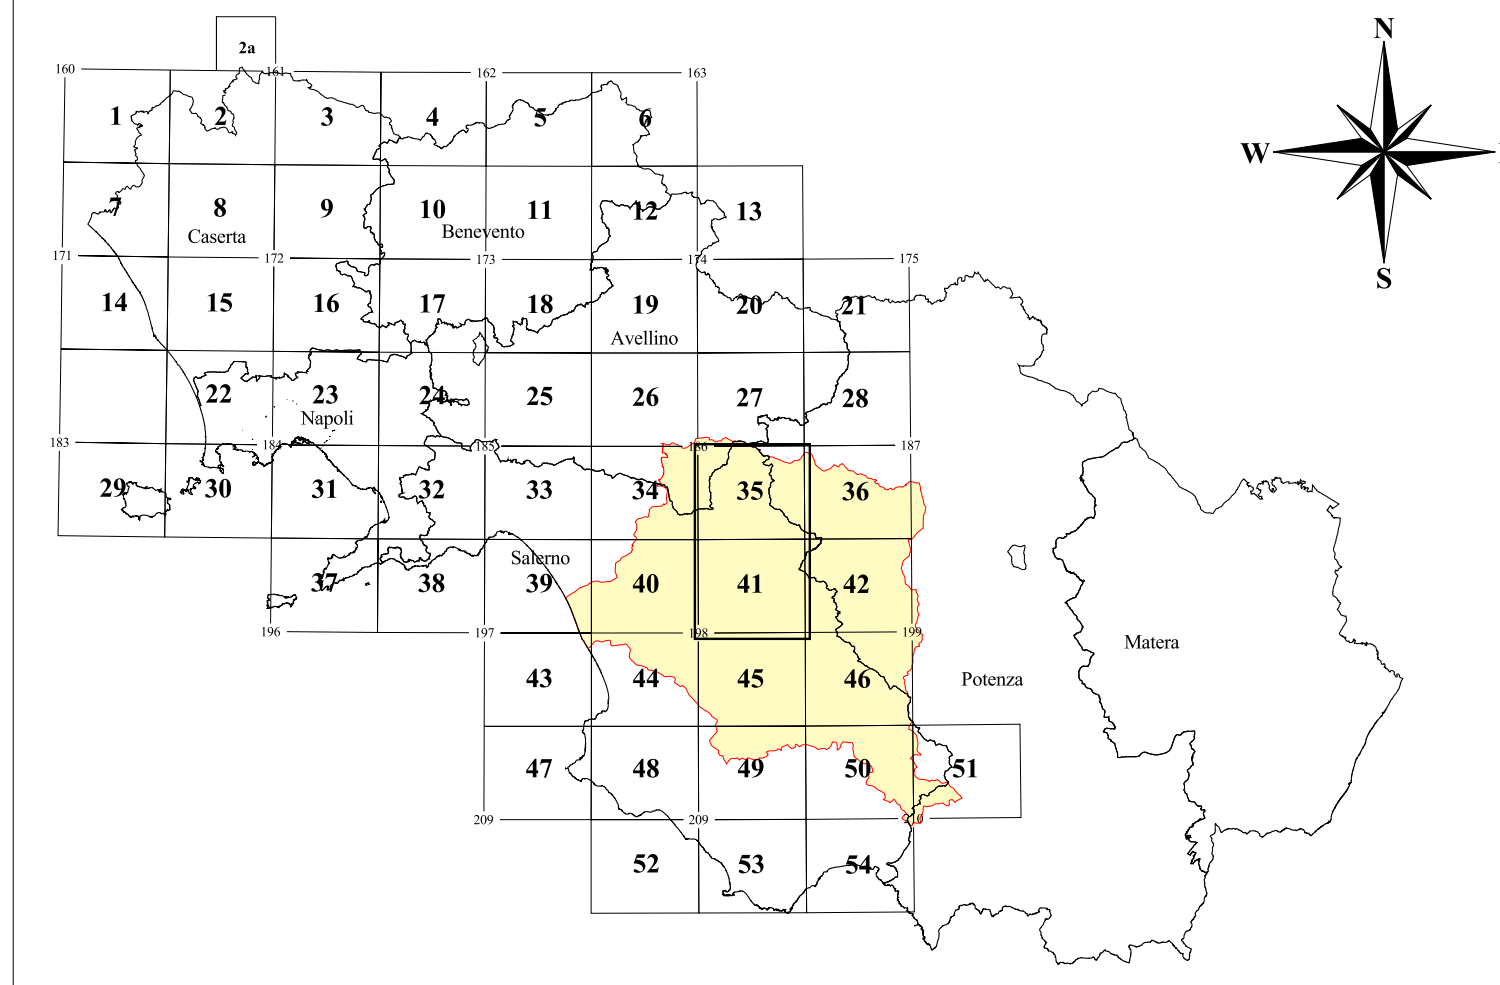 N
2a
160 161 162 163
1 2 3 4 5 6
W
7 8 9 10 11 12 13
Caserta Benevento
171 172 173 174 175
S
14 15 16 17 18 19 20 21
Avellino
22 23 24 25 26 27 28
Napoli
183 184 185 186 187
29 30 31 32 33 34 35 36
Salerno
37 38 39 40 41 42
196 197 198 199
Matera
43 44 45 46 Potenza
47 48 49 50 51
209 209 210
52 53 54